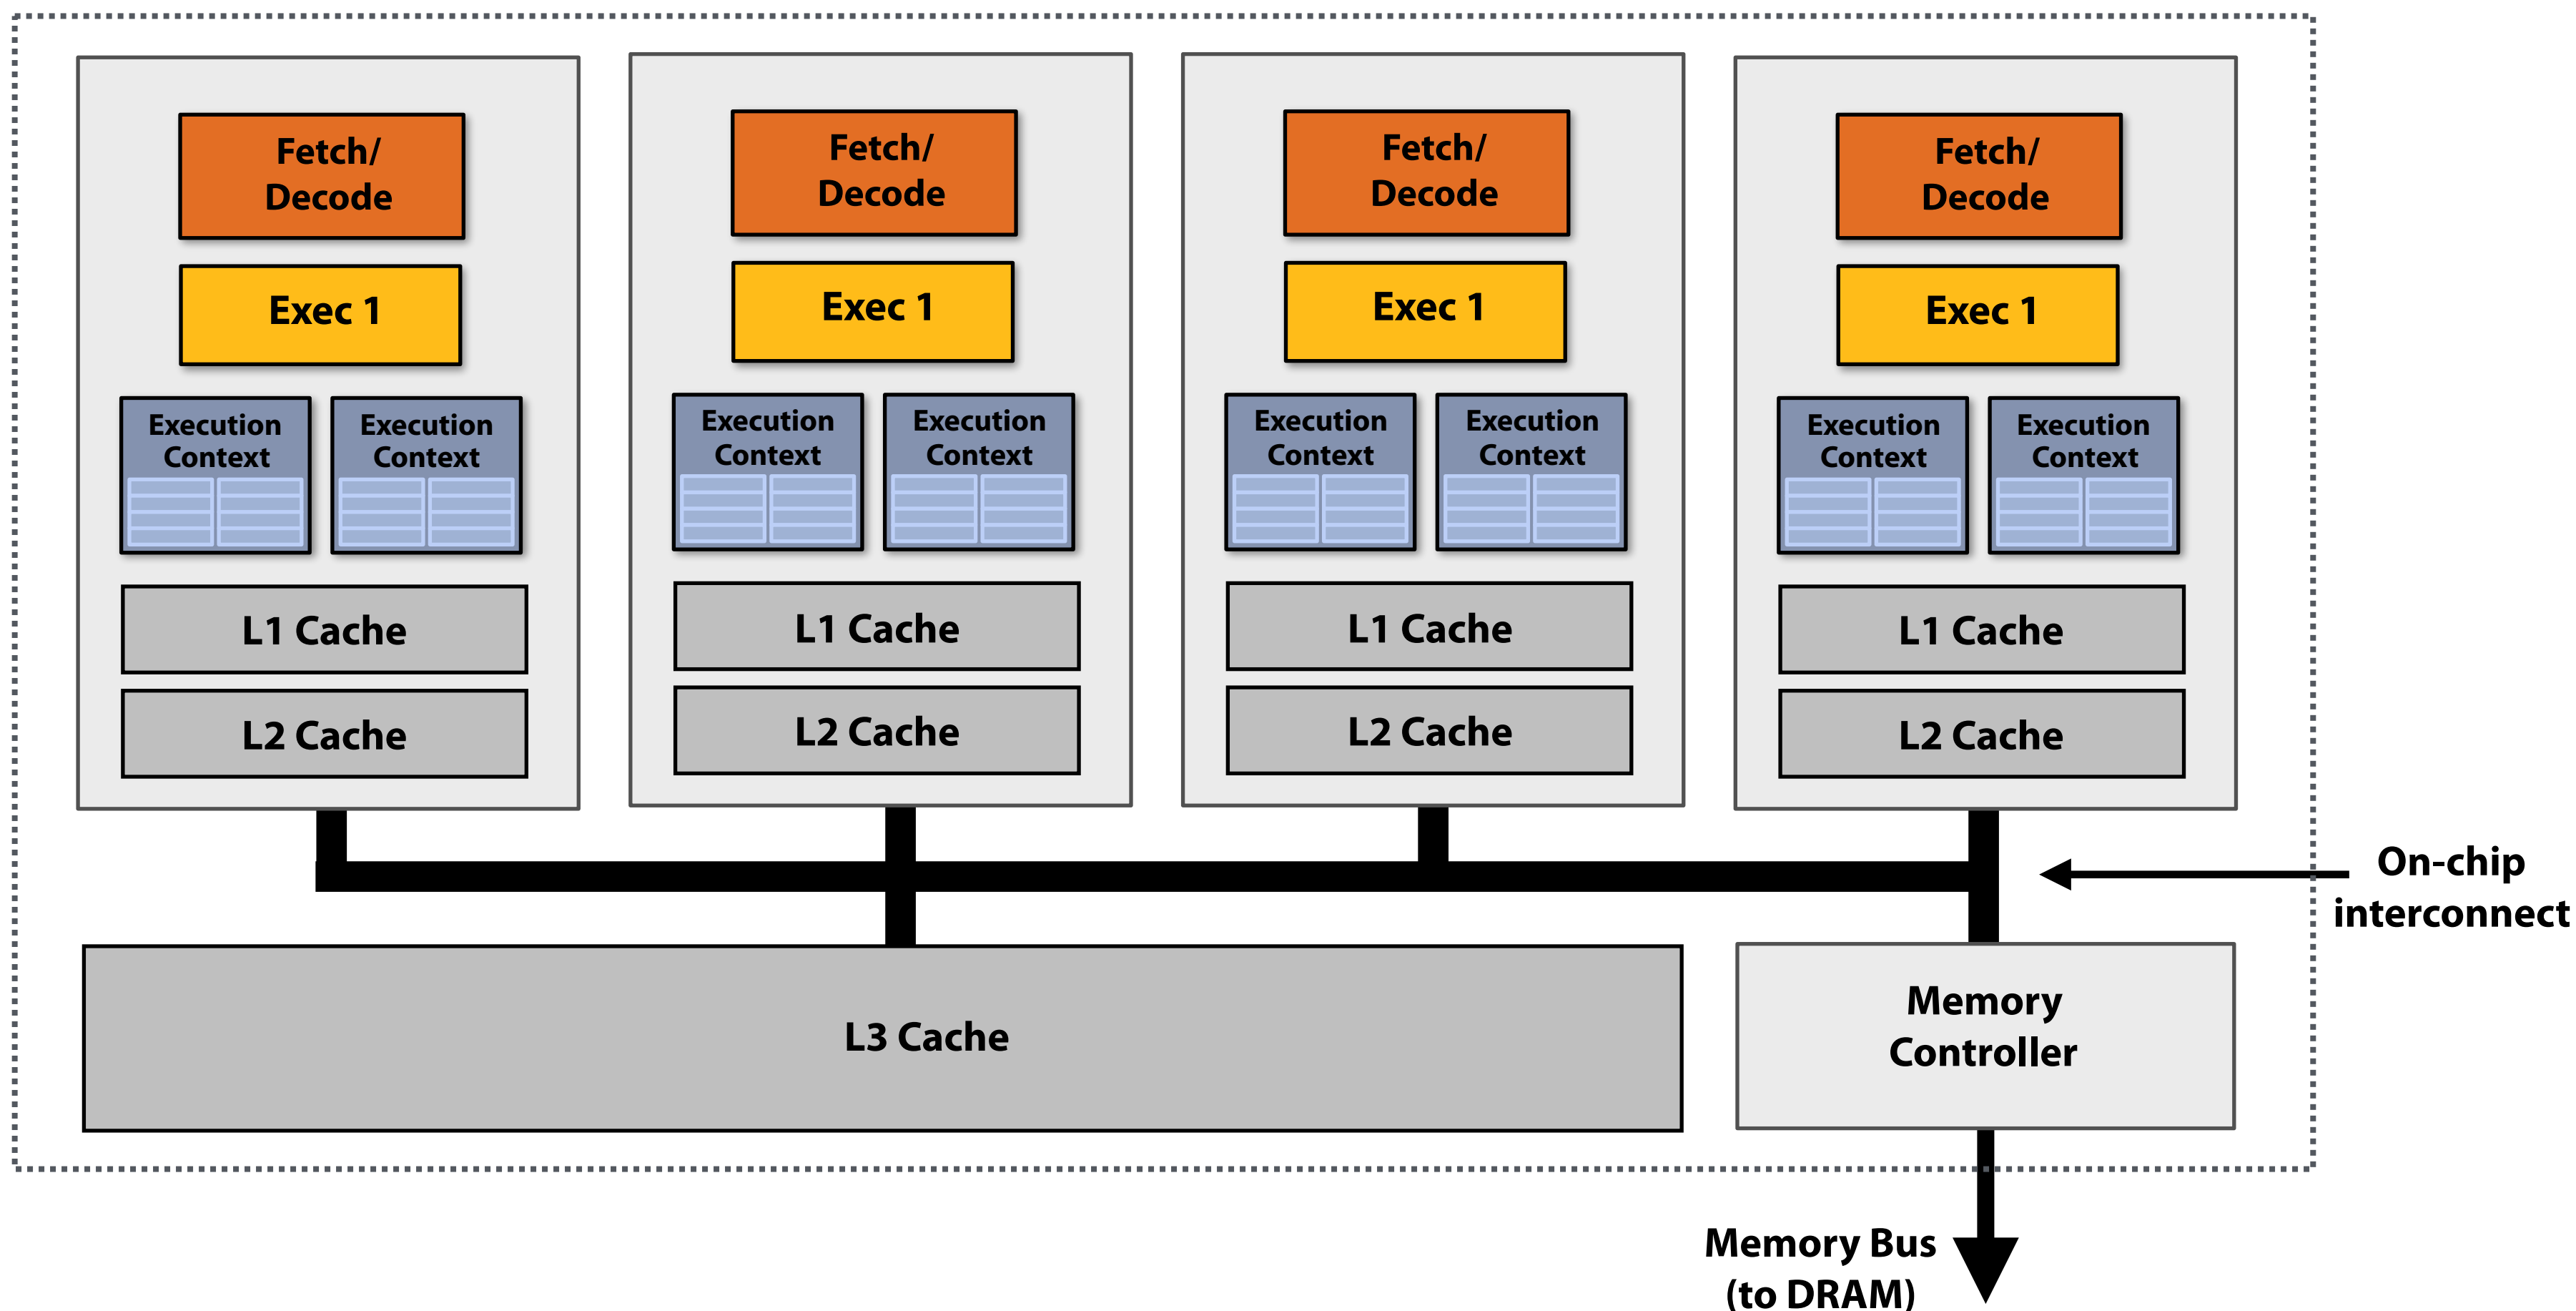 Fetch/
Decode
Exec 1
Execution
Context
Execution
Context
L1 Cache
L2 Cache
Fetch/
Decode
Exec 1
Execution
Context
Execution
Context
L1 Cache
L2 Cache
Fetch/
Decode
Exec 1
Execution
Context
Execution
Context
L1 Cache
L2 Cache
Fetch/
Decode
Exec 1
Execution
Context
Execution
Context
L1 Cache
L2 Cache
On-chip
interconnect
L3 Cache
Memory
Controller
Memory Bus
(to DRAM)